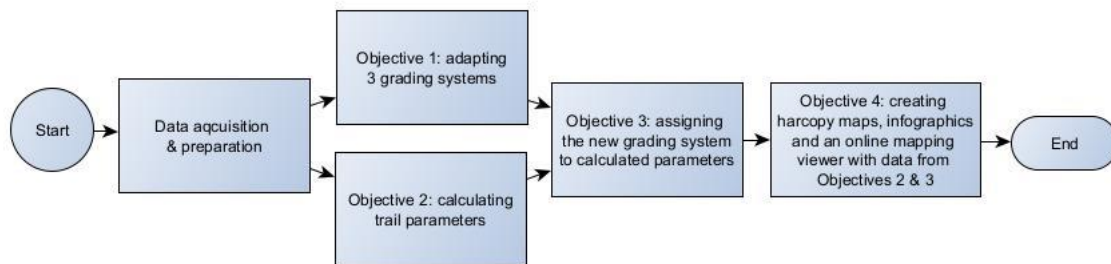 Start
Data aqcuisition
& preparation
Objective 1: adapting
3 grading systems
Objective 2: calculating
trail parameters
Objective 3: assigning
the new grading system
to calculated parameters
Objective 4: creating
harcopy maps, infographics
and an online mapping
viewer with data from
Objectives 2 & 3
End